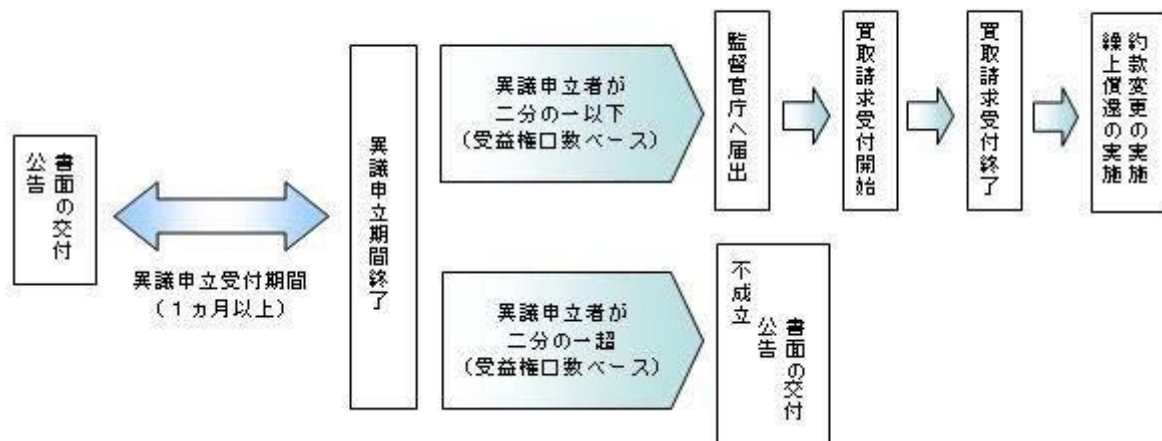 書面の交付
公告
異議申立受付期間
（１ヵ月以上）
異議申立期間終了
異議申立者が
二分の一以下
（受益権口数ベース）
監督官庁へ届出
買取請求受付開始
買取請求受付終了
約款変更の実施
繰上償還の実施
異議申立者が
二分の一超
（受益権口数ベース）
不成立
書面の交付
公告